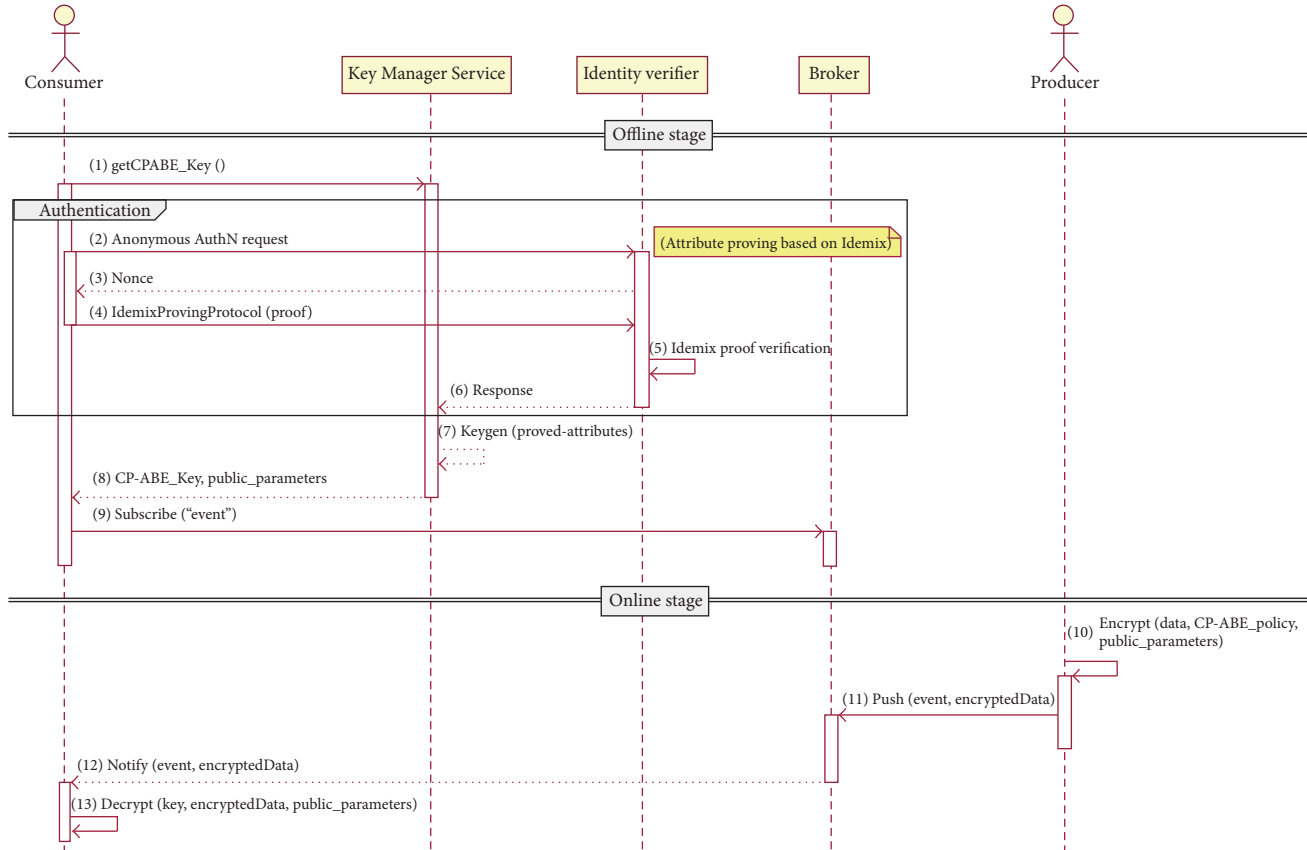 Consumer
Key Manager Service
Identity verifier
Broker
Producer
Offline stage
(1) getCPABE_Key ()
Authentication
(2) Anonymous AuthN request
(Attribute proving based on Idemix)
(3) Nonce
(4) IdemixProvingProtocol (proof)
(5) Idemix proof verification
(6) Response
(7) Keygen (proved-attributes)
(8) CP-ABE_Key, public_parameters
(9) Subscribe (“event”)
Online stage
(10) Encrypt (data, CP-ABE_policy,
public_parameters)
(11) Push (event, encryptedData)
(12) Notify (event, encryptedData)
(13) Decrypt (key, encryptedData, public_parameters)